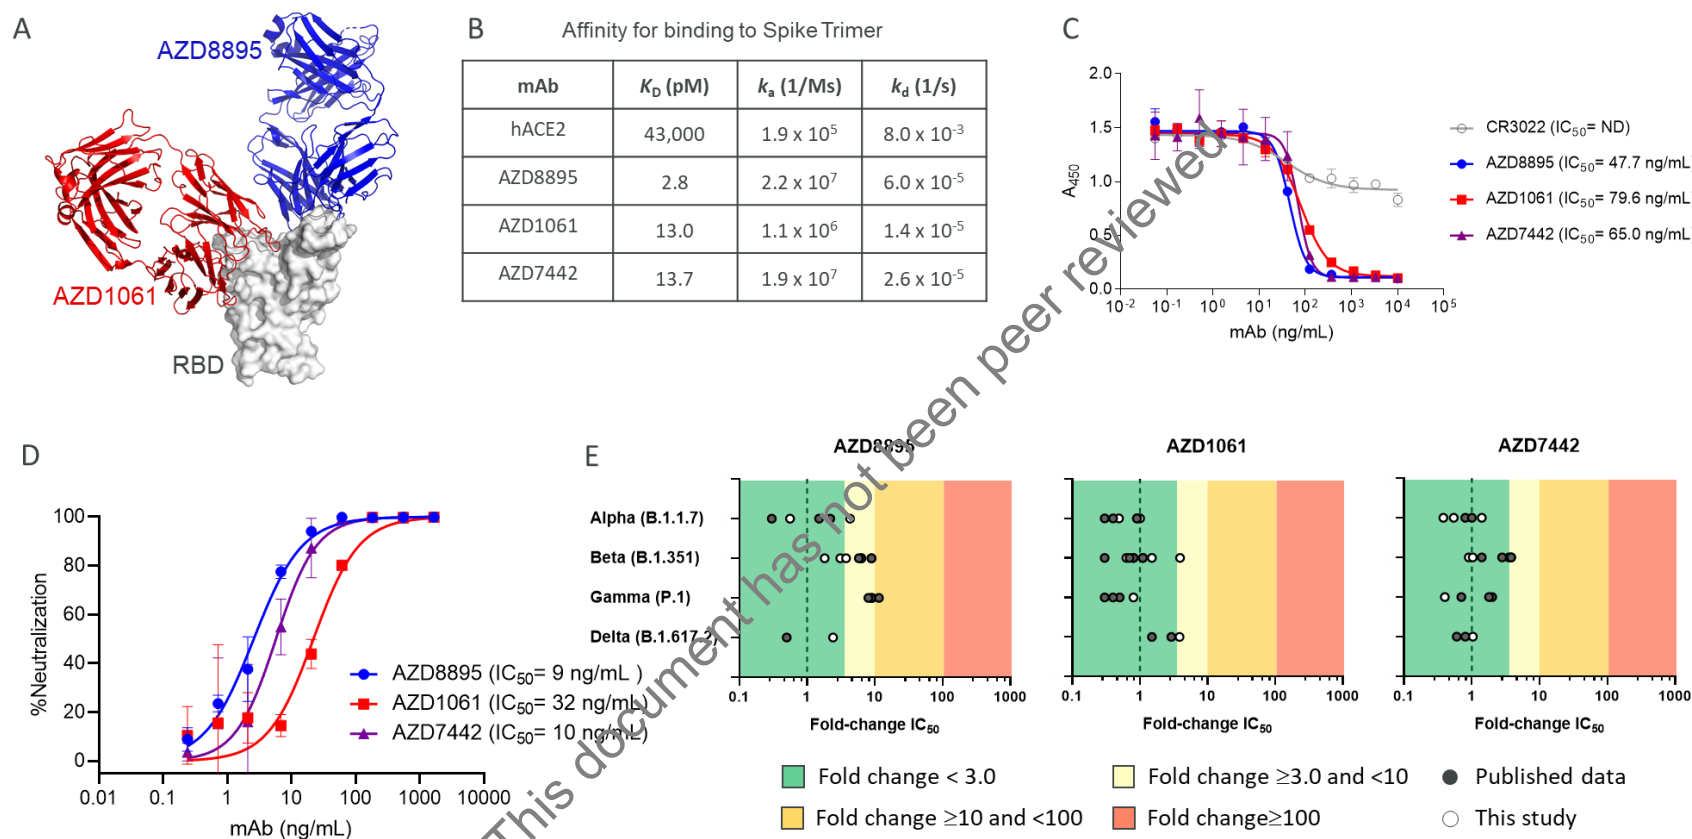 A
AZD8895
AZD1061
RBD
B
Affinity for binding to Spike Trimer
mAb K_D (pM) k_a (1/Ms) k_d (1/s)
hACE2 43,000 1.9 x 10^5 8.0 x 10^-3
AZD8895 2.8 2.2 x 10^7 6.0 x 10^-5
AZD1061 13.0 1.1 x 10^6 1.4 x 10^-5
AZD7442 13.7 1.9 x 10^7 2.6 x 10^-5
C
2.0
1.5
1.0
0.5
0.0
A450
10^-2 10^-1 10^0 10^1 10^2 10^3 10^4 10^5
mAb (ng/mL)
CR3022 (IC50= ND)
AZD8895 (IC50= 47.7 ng/mL
AZD1061 (IC50= 79.6 ng/mL
AZD7442 (IC50= 65.0 ng/mL
D
100
80
60
40
20
0
%Neutralization
0.01 0.1 1 10 100 1000 10000
mAb (ng/mL)
AZD8895 (IC50= 9 ng/mL )
AZD1061 (IC50= 32 ng/mL)
AZD7442 (IC50= 10 ng/mL)
E
AZD8895 AZD1061 AZD7442
Alpha (B.1.1.7)
Beta (B.1.351)
Gamma (P.1)
Delta (B.1.617.2)
0.1 1 10 100 1000
Fold-change IC50
0.1 1 10 100 1000
Fold-change IC50
0.1 1 10 100 1000
Fold-change IC50
Fold change < 3.0
Fold change ≥3.0 and <10
Published data
Fold change ≥10 and <100
Fold change≥100
This study
This document has not been peer reviewed